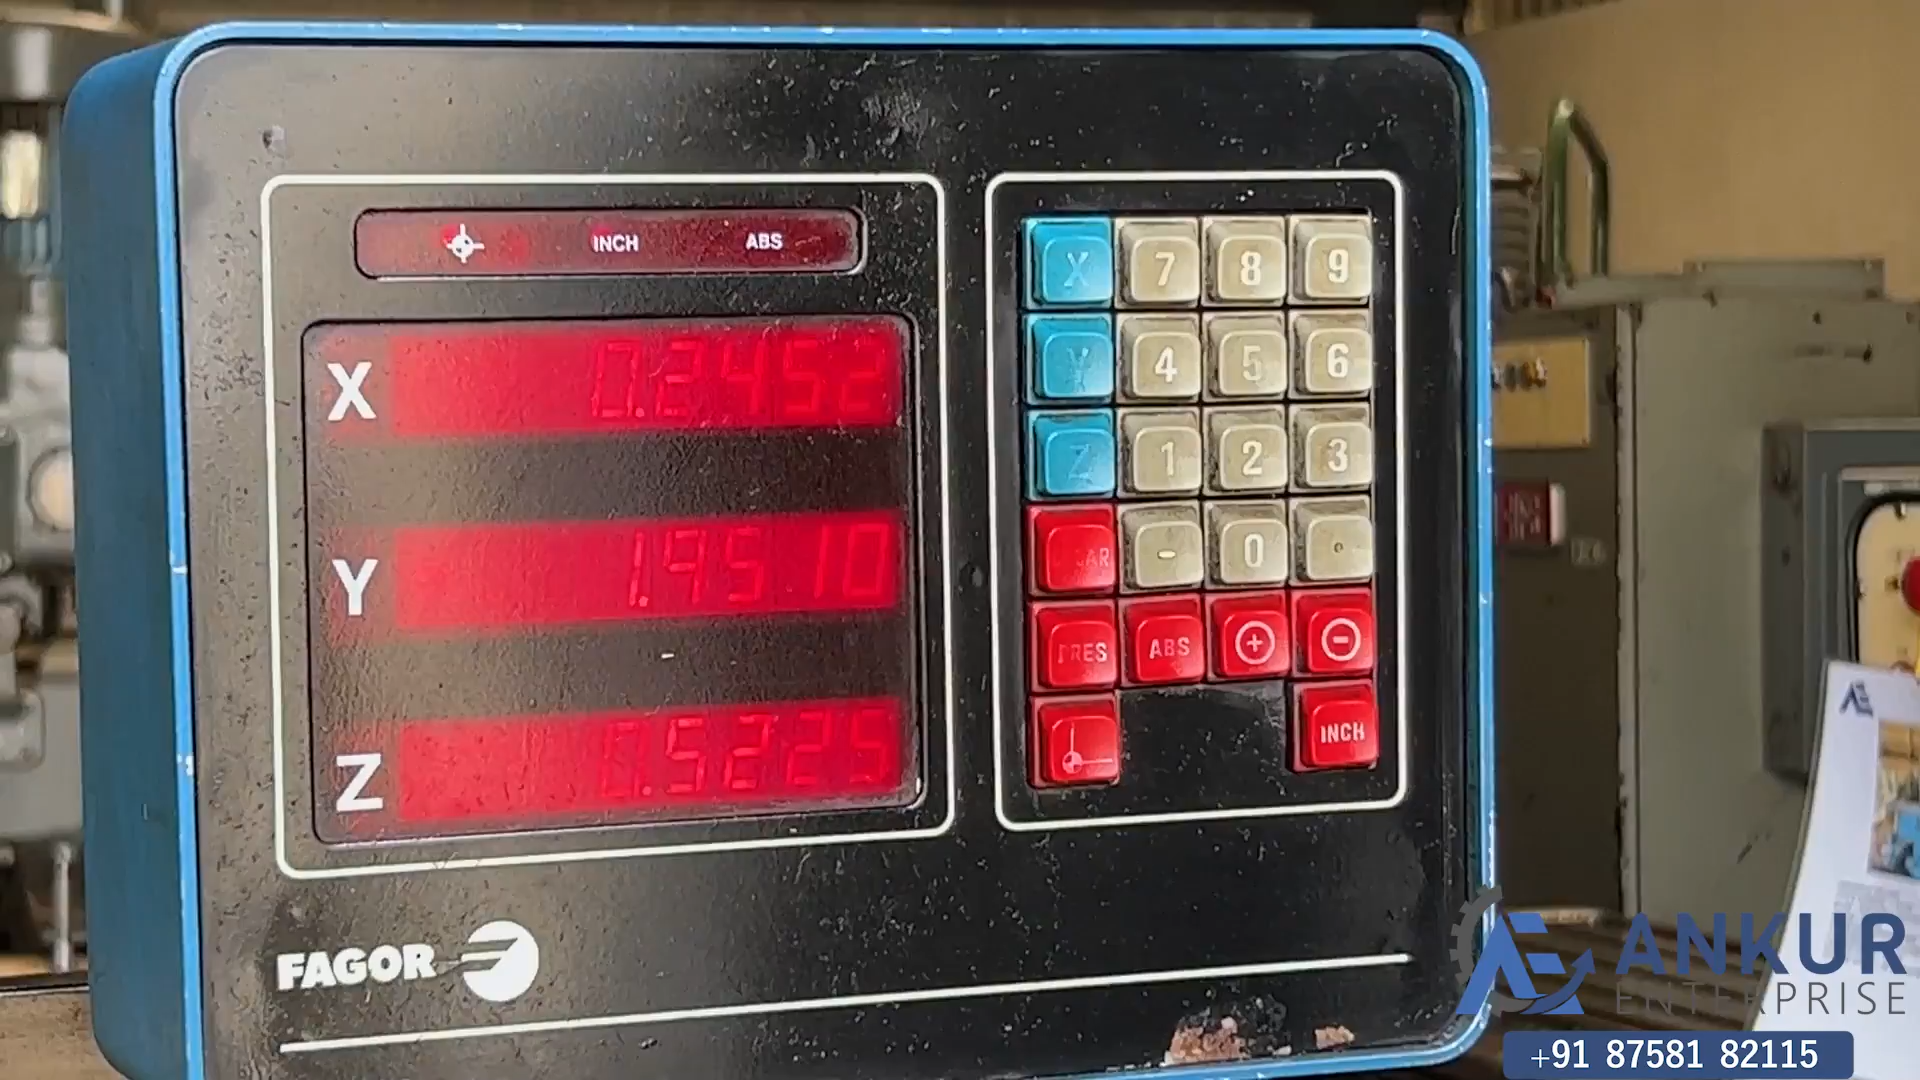 INCH ABS
X 0.2452
Y 1.9510
Z 0.5225
X 7 8 9
Y 4 5 6
Z 1 2 3
- 0 .
PRES ABS + -
INCH
FAGOR
ANKUR
ENTERPRISE
+91 87581 82115